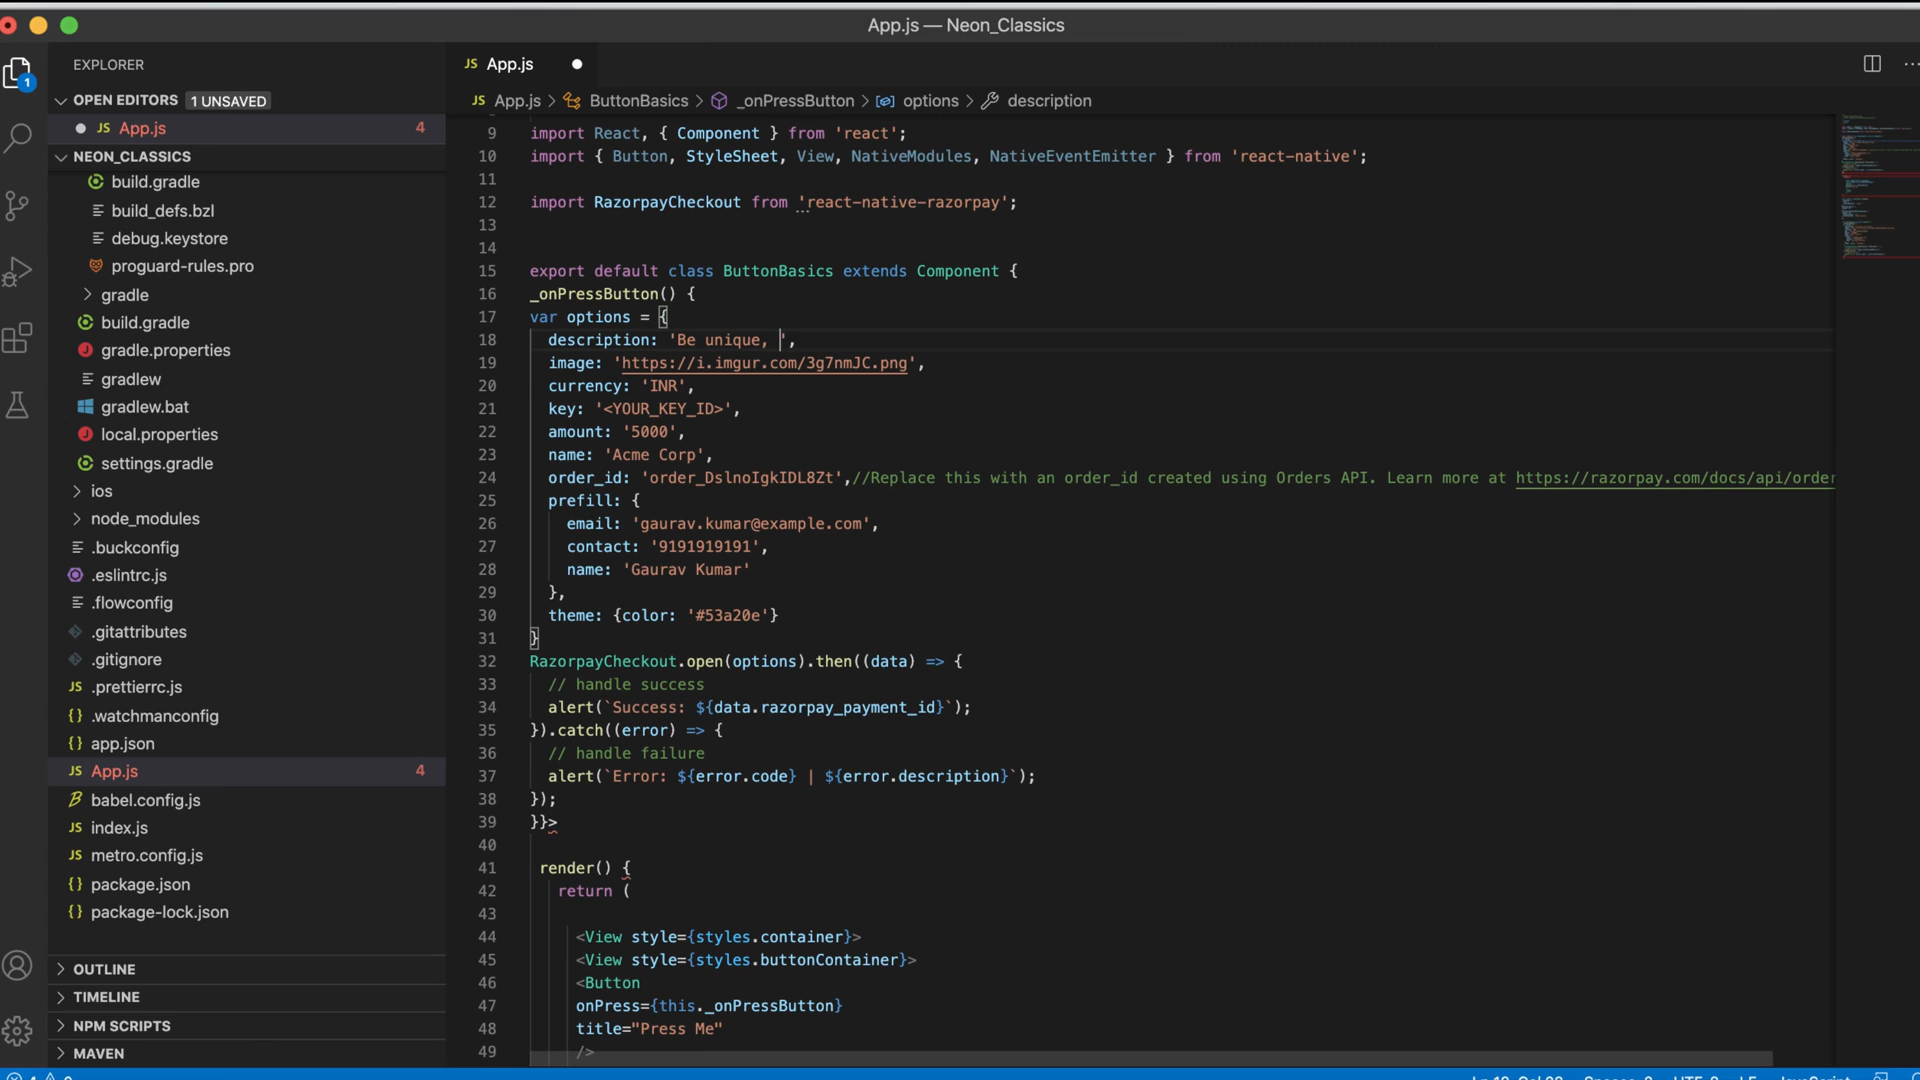 App.js — Neon_Classics
EXPLORER
OPEN EDITORS 1 UNSAVED
JS App.js 4
NEON_CLASSICS
build.gradle
build_defs.bzl
debug.keystore
proguard-rules.pro
gradle
build.gradle
gradle.properties
gradlew
gradlew.bat
local.properties
settings.gradle
ios
node_modules
.buckconfig
.eslintrc.js
.flowconfig
.gitattributes
.gitignore
JS .prettierrc.js
{} .watchmanconfig
{} app.json
JS App.js 4
babel.config.js
JS index.js
JS metro.config.js
{} package.json
{} package-lock.json
OUTLINE
TIMELINE
NPM SCRIPTS
MAVEN
1
JS App.js
JS App.js > ButtonBasics > _onPressButton > options > description
9 import React, { Component } from 'react';
10 import { Button, StyleSheet, View, NativeModules, NativeEventEmitter } from 'react-native';
11
12 import RazorpayCheckout from 'react-native-razorpay';
13
14
15 export default class ButtonBasics extends Component {
16 _onPressButton() {
17 var options = {
18 description: 'Be unique, ',
19 image: 'https://i.imgur.com/3g7nmJC.png',
20 currency: 'INR',
21 key: '<YOUR_KEY_ID>',
22 amount: '5000',
23 name: 'Acme Corp',
24 order_id: 'order_DslnoIgkIDL8Zt',//Replace this with an order_id created using Orders API. Learn more at https://razorpay.com/docs/api/order
25 prefill: {
26 email: 'gaurav.kumar@example.com',
27 contact: '9191919191',
28 name: 'Gaurav Kumar'
29 },
30 theme: {color: '#53a20e'}
31 }
32 RazorpayCheckout.open(options).then((data) => {
33 // handle success
34 alert(`Success: ${data.razorpay_payment_id}`);
35 }).catch((error) => {
36 // handle failure
37 alert(`Error: ${error.code} | ${error.description}`);
38 });
39 }}>
40
41 render() {
42 return (
43
44 <View style={styles.container}>
45 <View style={styles.buttonContainer}>
46 <Button
47 onPress={this._onPressButton}
48 title="Press Me"
49 />